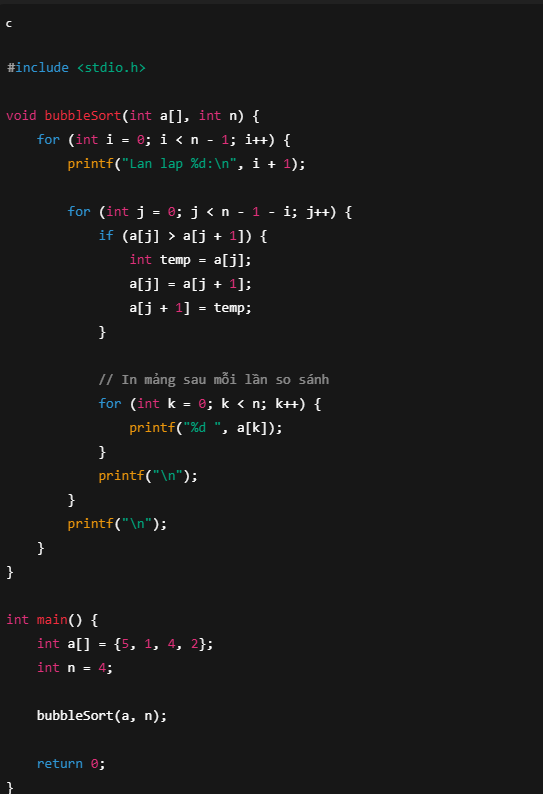 c
#include <stdio.h>
void bubbleSort(int a[], int n) {
    for (int i = 0; i < n - 1; i++) {
        printf("Lan lap %d:\n", i + 1);
        for (int j = 0; j < n - 1 - i; j++) {
            if (a[j] > a[j + 1]) {
                int temp = a[j];
                a[j] = a[j + 1];
                a[j + 1] = temp;
            }
            // In mảng sau mỗi lần so sánh
            for (int k = 0; k < n; k++) {
                printf("%d ", a[k]);
            }
            printf("\n");
        }
        printf("\n");
    }
}
int main() {
    int a[] = {5, 1, 4, 2};
    int n = 4;
    bubbleSort(a, n);
    return 0;
}